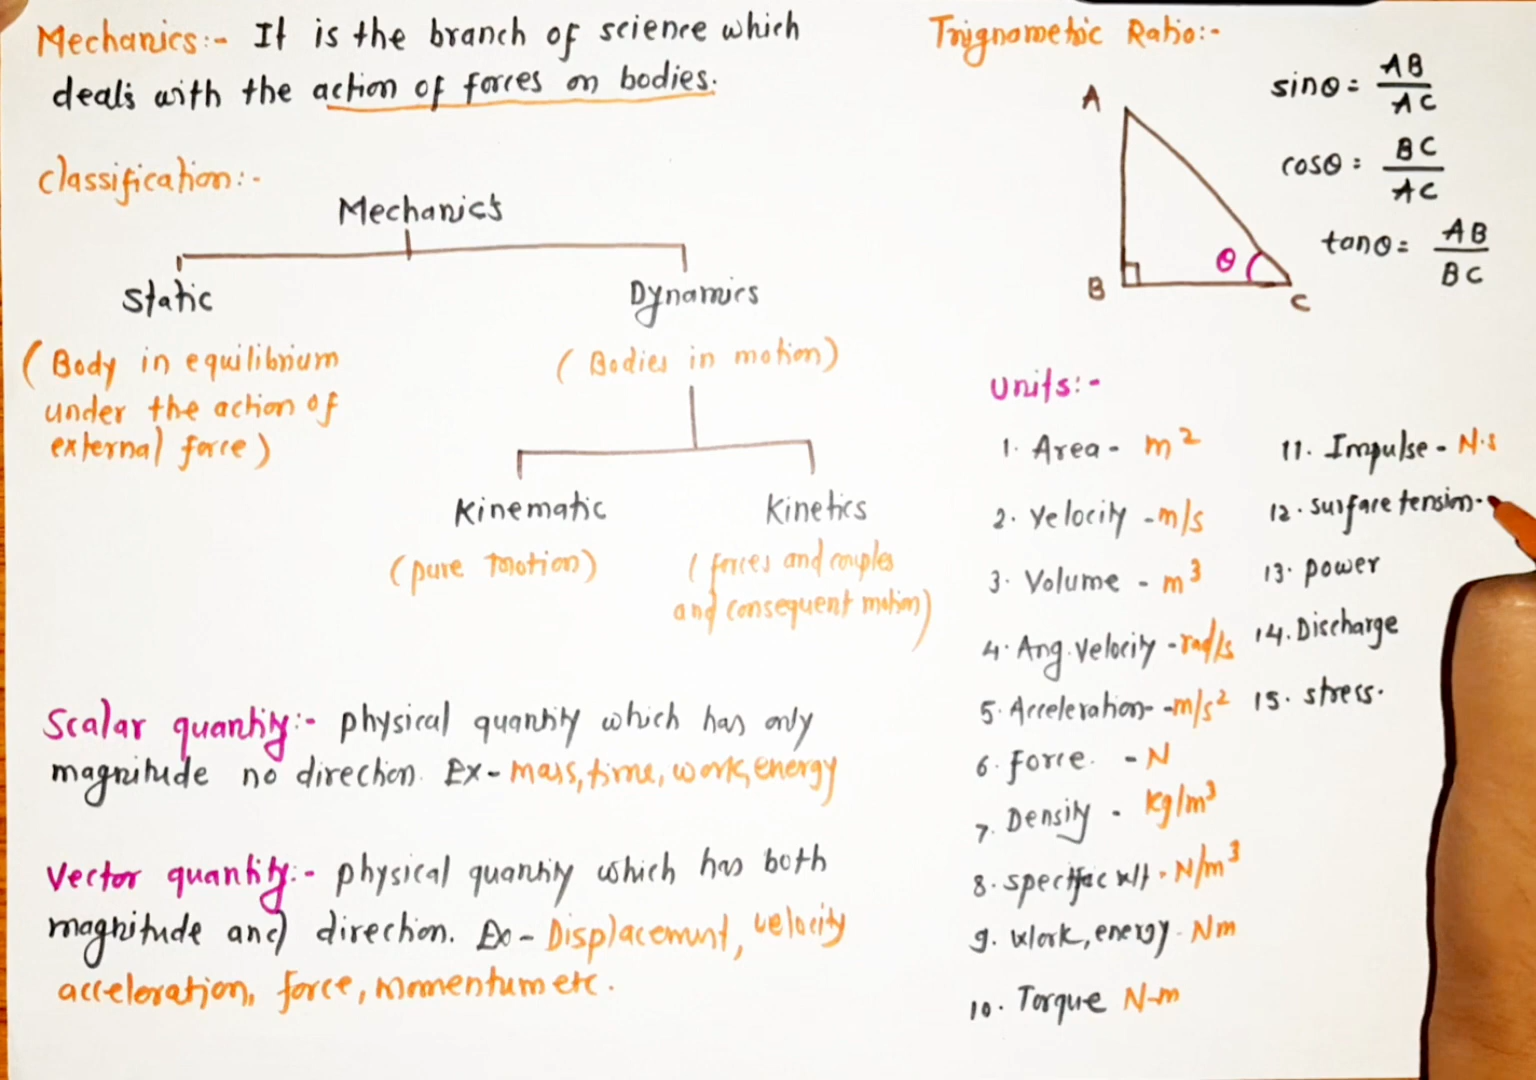 Mechanics:- It is the branch of science which
deals with the action of forces on bodies.
Classification:-
Mechanics
Static
Dynamics
(Body in equilibrium
under the action of
external force)
(Bodies in motion)
Kinematic
Kinetics
(pure motion)
(forces and couples
and consequent motion)
Scalar quantity:- physical quantity which has only
magnitude no direction. Ex- mass, time, work, energy
Vector quantity:- physical quantity which has both
magnitude and direction. Ex- Displacement, velocity
acceleration, force, momentum etc.
Trignometric Ratio:-
A
B
C
θ
sinθ = AB/AC
cosθ = BC/AC
tanθ = AB/BC
Units:-
1. Area - m²
2. Velocity - m/s
3. Volume - m³
4. Ang. Velocity - rad/s
5. Acceleration - m/s²
6. force. - N
7. Density - kg/m³
8. specific wt - N/m³
9. Work, energy - Nm
10. Torque N-m
11. Impulse - N.s
12. surface tension -
13. power
14. Discharge
15. stress.